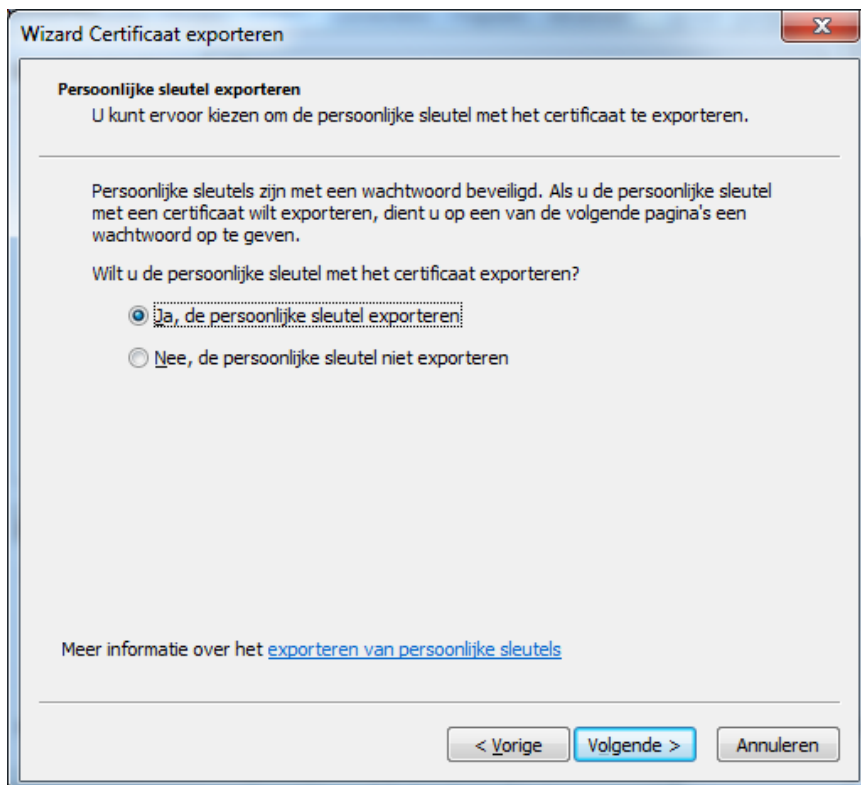 Wizard Certificaat exporteren
X
Persoonlijke sleutel exporteren
U kunt ervoor kiezen om de persoonlijke sleutel met het certificaat te exporteren.
Persoonlijke sleutels zijn met een wachtwoord beveiligd. Als u de persoonlijke sleutel
met een certificaat wilt exporteren, dient u op een van de volgende pagina's een
wachtwoord op te geven.
Wilt u de persoonlijke sleutel met het certificaat exporteren?
Ja, de persoonlijke sleutel exporteren
Nee, de persoonlijke sleutel niet exporteren
Meer informatie over het exporteren van persoonlijke sleutels
< Vorige Volgende > Annuleren